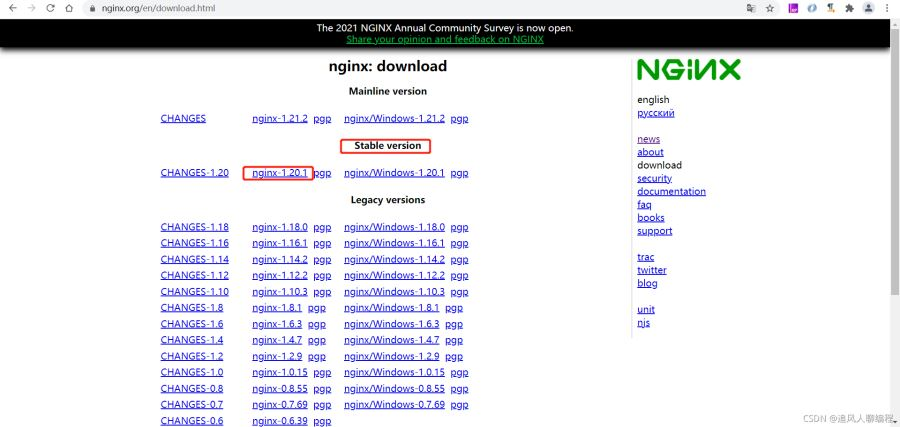 nginx.org/en/download.html
The 2021 NGINX Annual Community Survey is now open.
Share your opinion and feedback on NGINX
nginx: download
Mainline version
CHANGES nginx-1.21.2 pgp nginx/Windows-1.21.2 pgp
Stable version
CHANGES-1.20 nginx-1.20.1 pgp nginx/Windows-1.20.1 pgp
Legacy versions
CHANGES-1.18 nginx-1.18.0 pgp nginx/Windows-1.18.0 pgp
CHANGES-1.16 nginx-1.16.1 pgp nginx/Windows-1.16.1 pgp
CHANGES-1.14 nginx-1.14.2 pgp nginx/Windows-1.14.2 pgp
CHANGES-1.12 nginx-1.12.2 pgp nginx/Windows-1.12.2 pgp
CHANGES-1.10 nginx-1.10.3 pgp nginx/Windows-1.10.3 pgp
CHANGES-1.8 nginx-1.8.1 pgp nginx/Windows-1.8.1 pgp
CHANGES-1.6 nginx-1.6.3 pgp nginx/Windows-1.6.3 pgp
CHANGES-1.4 nginx-1.4.7 pgp nginx/Windows-1.4.7 pgp
CHANGES-1.2 nginx-1.2.9 pgp nginx/Windows-1.2.9 pgp
CHANGES-1.0 nginx-1.0.15 pgp nginx/Windows-1.0.15 pgp
CHANGES-0.8 nginx-0.8.55 pgp nginx/Windows-0.8.55 pgp
CHANGES-0.7 nginx-0.7.69 pgp nginx/Windows-0.7.69 pgp
CHANGES-0.6 nginx-0.6.39 pgp
NGINX
english
русский
news
about
download
security
documentation
faq
books
support
trac
twitter
blog
unit
njs
CSDN @追风人聊编程